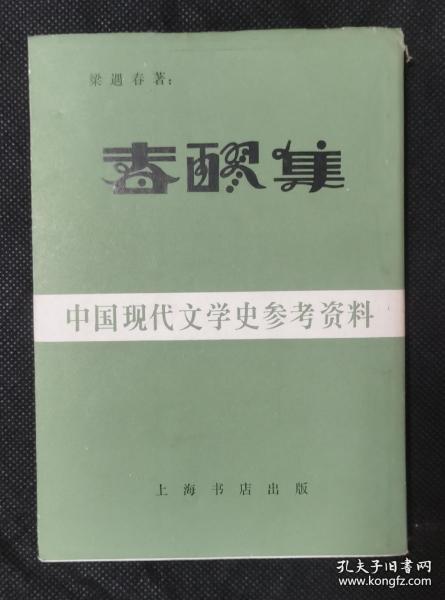 梁遇春著：
春醪集
中国现代文学史参考资料
上海书店出版
孔夫子旧书网
www.kongfz.com